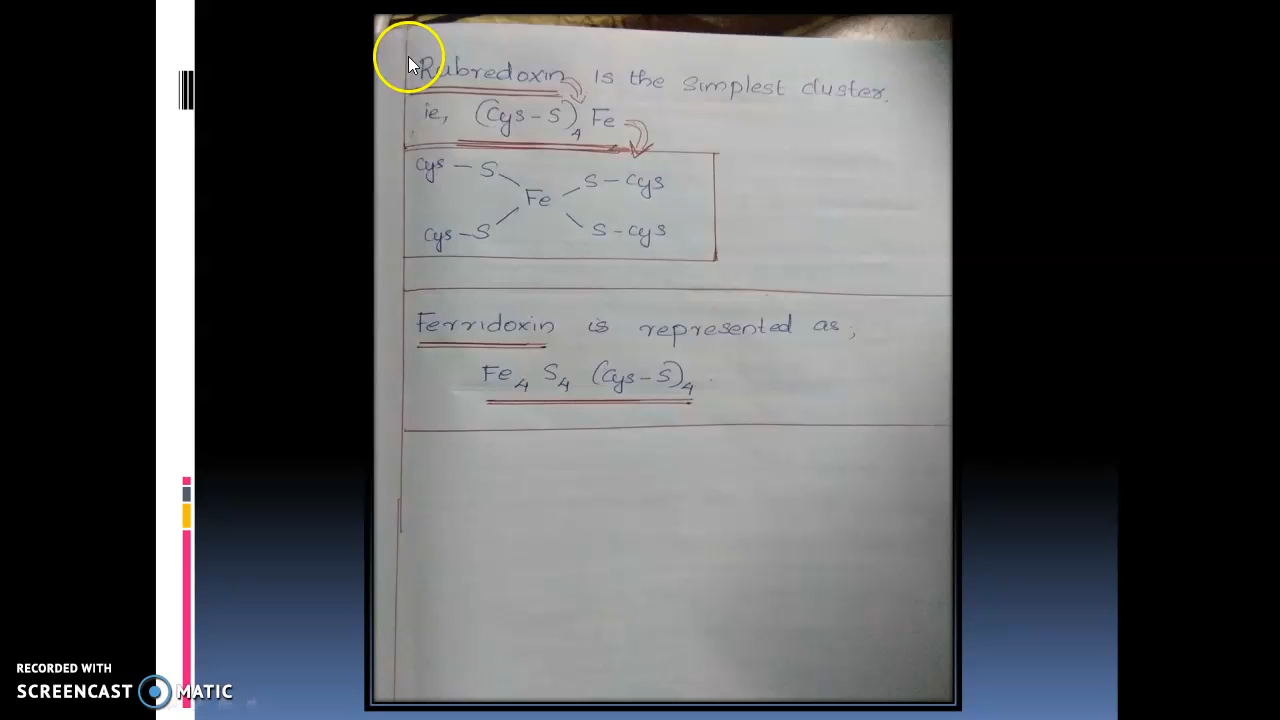 Rubredoxin is the simplest cluster.
ie, (Cys-S)4 Fe
Cys - S
S - Cys
Fe
Cys - S
S - Cys
Ferridoxin is represented as;
Fe4 S4 (Cys-S)4
RECORDED WITH
SCREENCAST MATIC